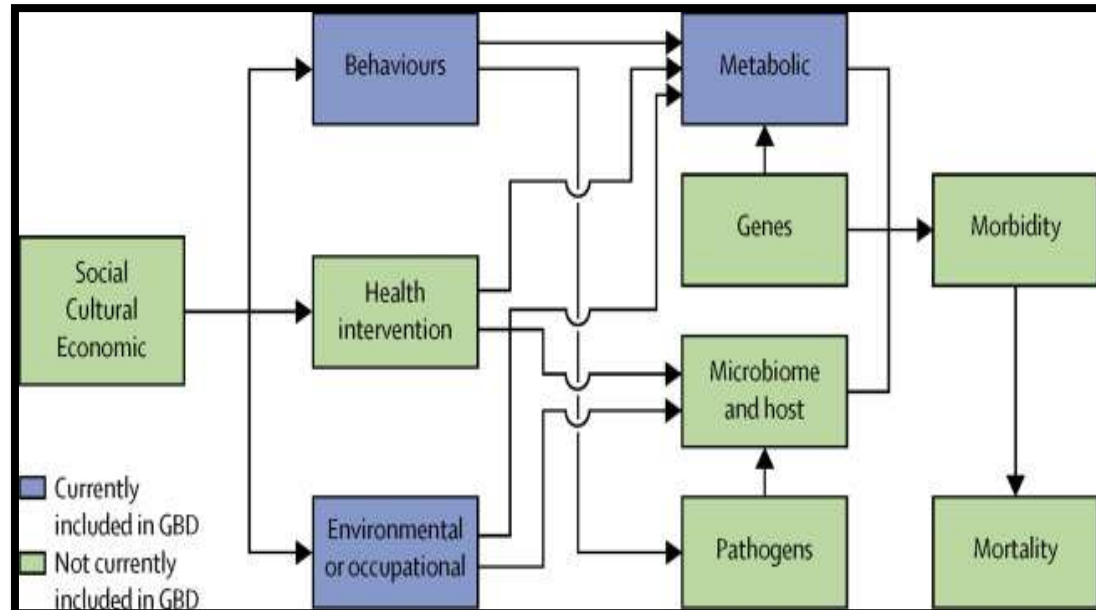 Behaviours
Metabolic
Genes
Morbidity
Social
Cultural
Economic
Health
intervention
Microbiome
and host
Currently
included in GBD
Not currently
included in GBD
Environmental
or occupational
Pathogens
Mortality